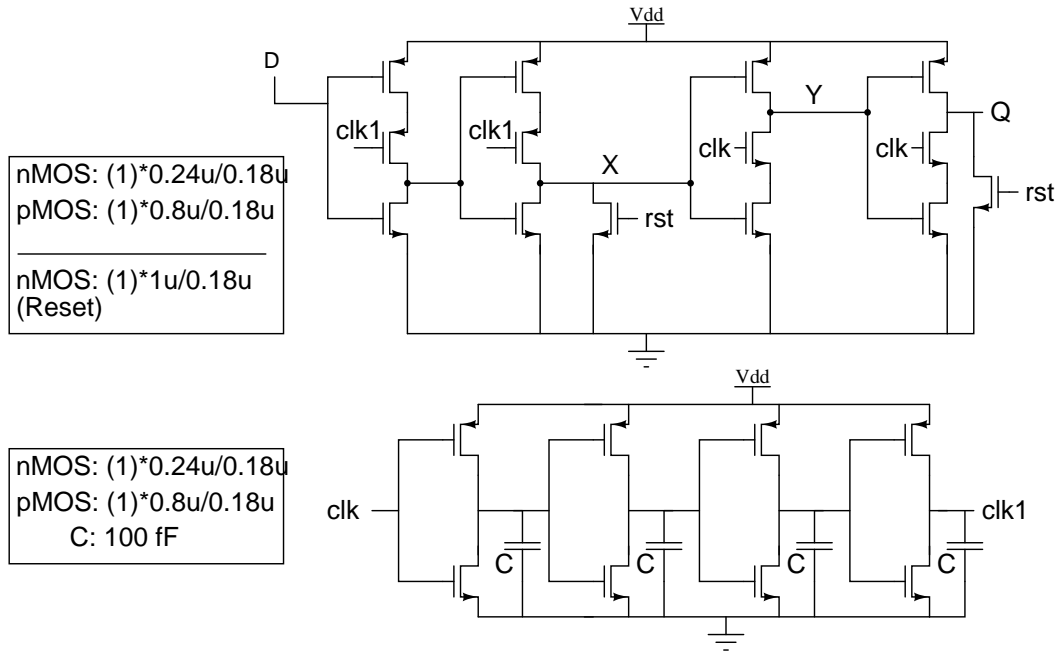 Vdd
D
clk1
clk1
X
rst
clk
Y
clk
Q
rst
nMOS: (1)*0.24u/0.18u
pMOS: (1)*0.8u/0.18u
nMOS: (1)*1u/0.18u
(Reset)
Vdd
nMOS: (1)*0.24u/0.18u
pMOS: (1)*0.8u/0.18u
C: 100 fF
clk
C
C
C
C
clk1